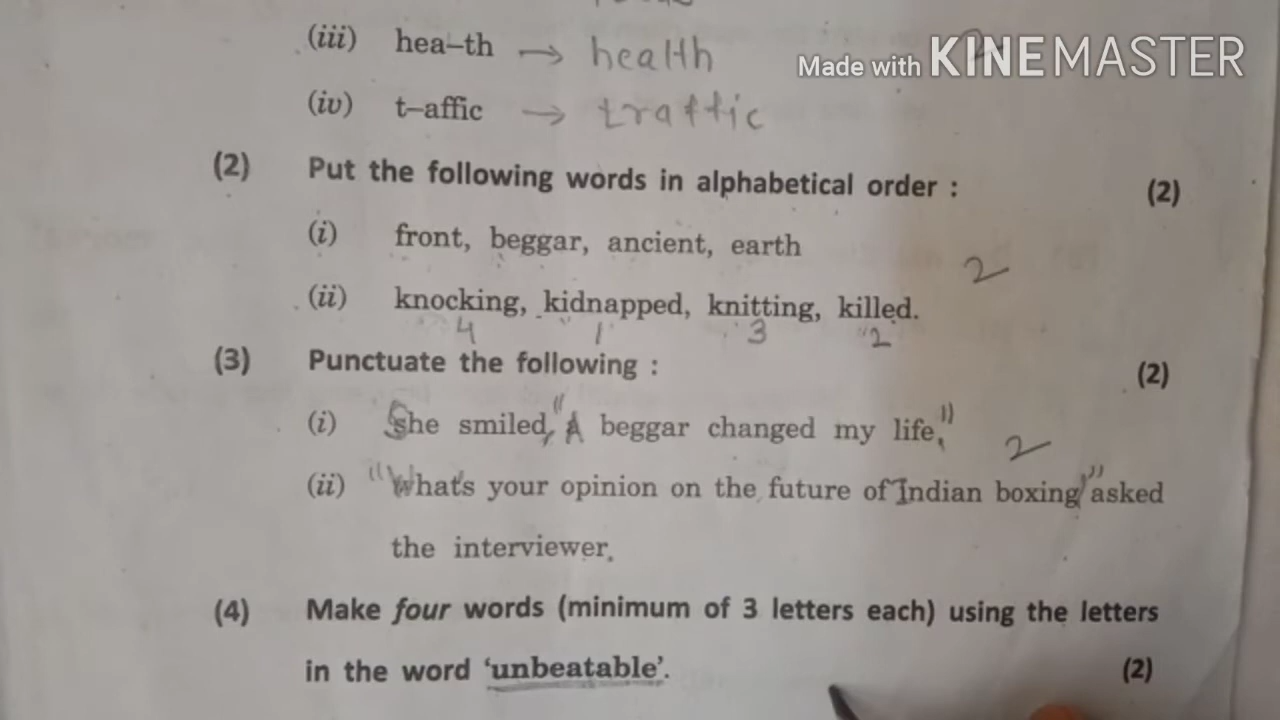 (iii) hea–th → health
Made with KINEMASTER
(iv) t–affic → traffic
(2) Put the following words in alphabetical order : (2)
(i) front, beggar, ancient, earth
2
(ii) knocking, kidnapped, knitting, killed.
4 1 3 2
(3) Punctuate the following : (2)
(i) She smiled, "A beggar changed my life."
2
(ii) "What's your opinion on the future of Indian boxing," asked
the interviewer.
(4) Make four words (minimum of 3 letters each) using the letters
in the word 'unbeatable'. (2)